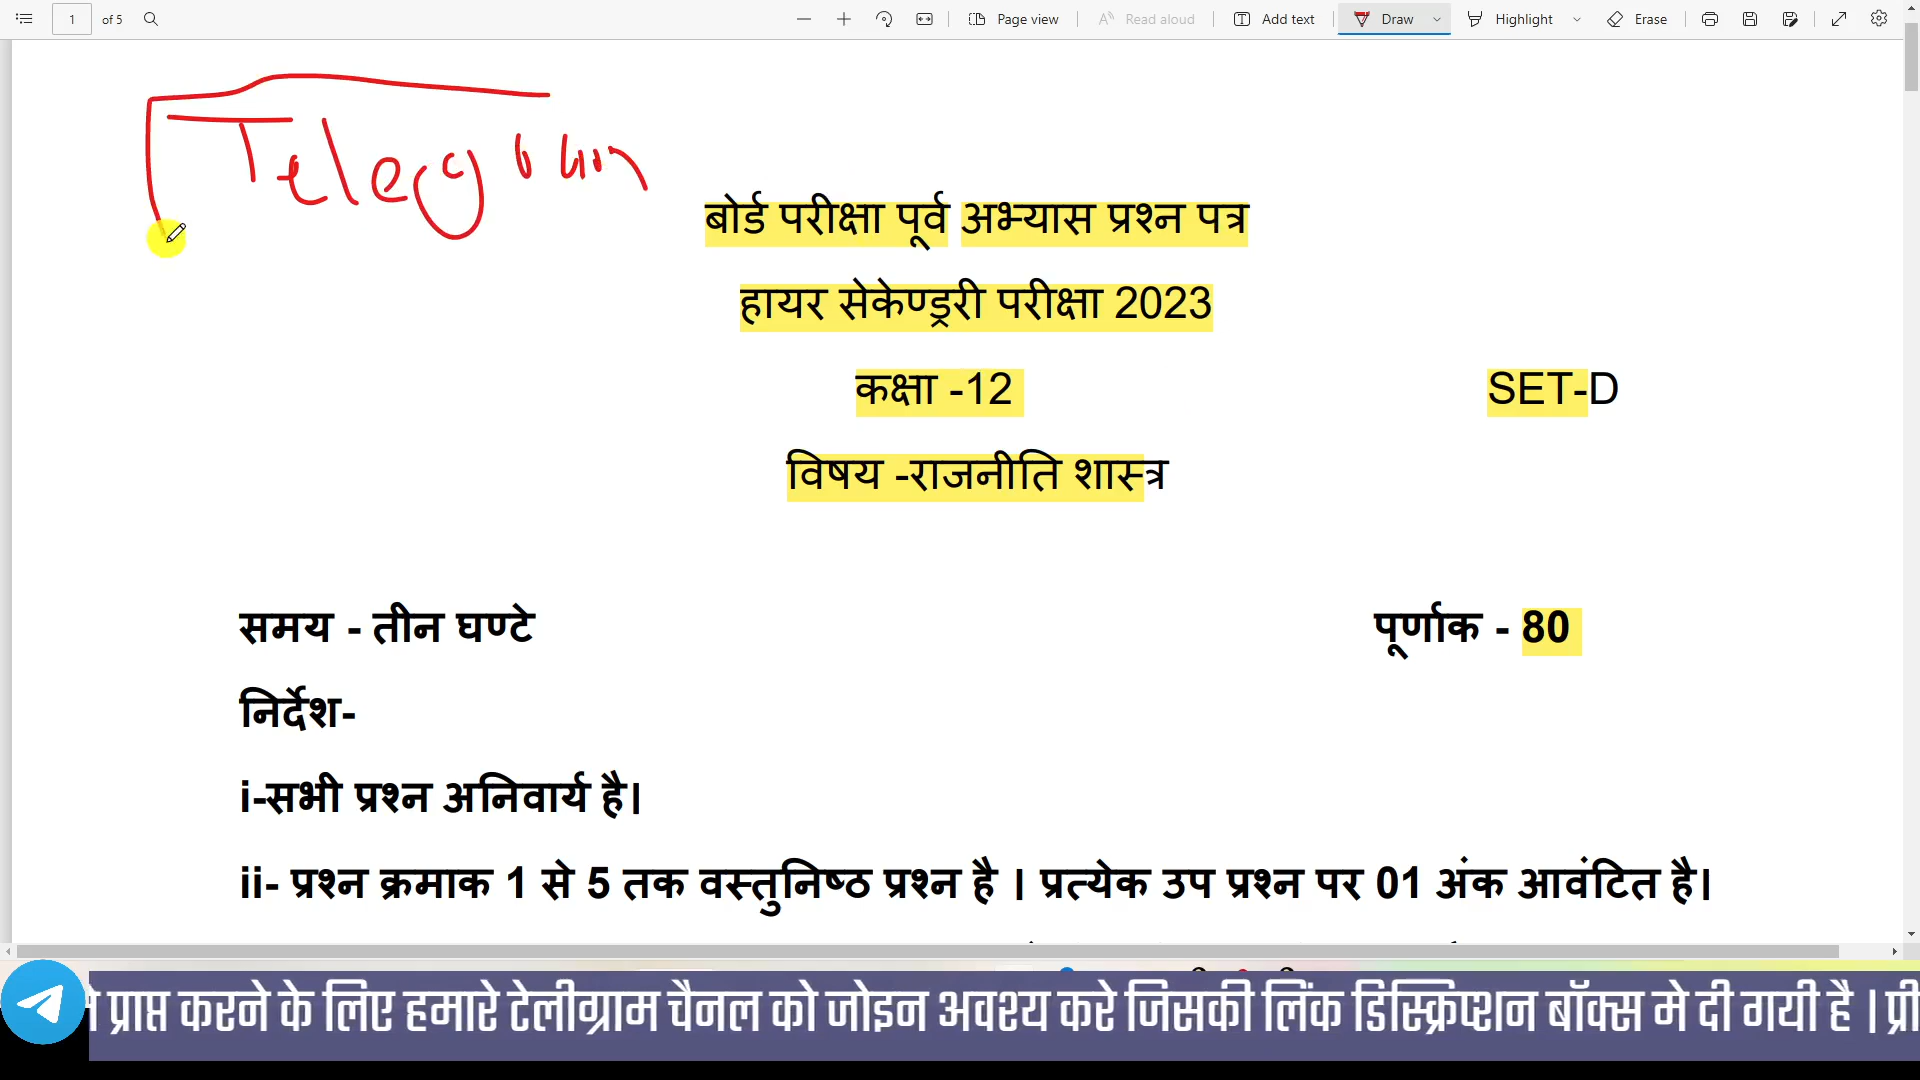 1 of 5 Page view Read aloud Add text Draw Highlight Erase
Telegram
बोर्ड परीक्षा पूर्व अभ्यास प्रश्न पत्र
हायर सेकेण्ड्ररी परीक्षा 2023
कक्षा -12 SET-D
विषय -राजनीति शास्त्र
समय - तीन घण्टे पूर्णाक - 80
निर्देश-
i-सभी प्रश्न अनिवार्य है।
ii- प्रश्न क्रमाक 1 से 5 तक वस्तुनिष्ठ प्रश्न है । प्रत्येक उप प्रश्न पर 01 अंक आवंटित है।
प्राप्त करने के लिए हमारे टेलीग्राम चैनल को जोइन अवश्य करे जिसकी लिंक डिस्क्रिप्शन बॉक्स मे दी गयी है ।